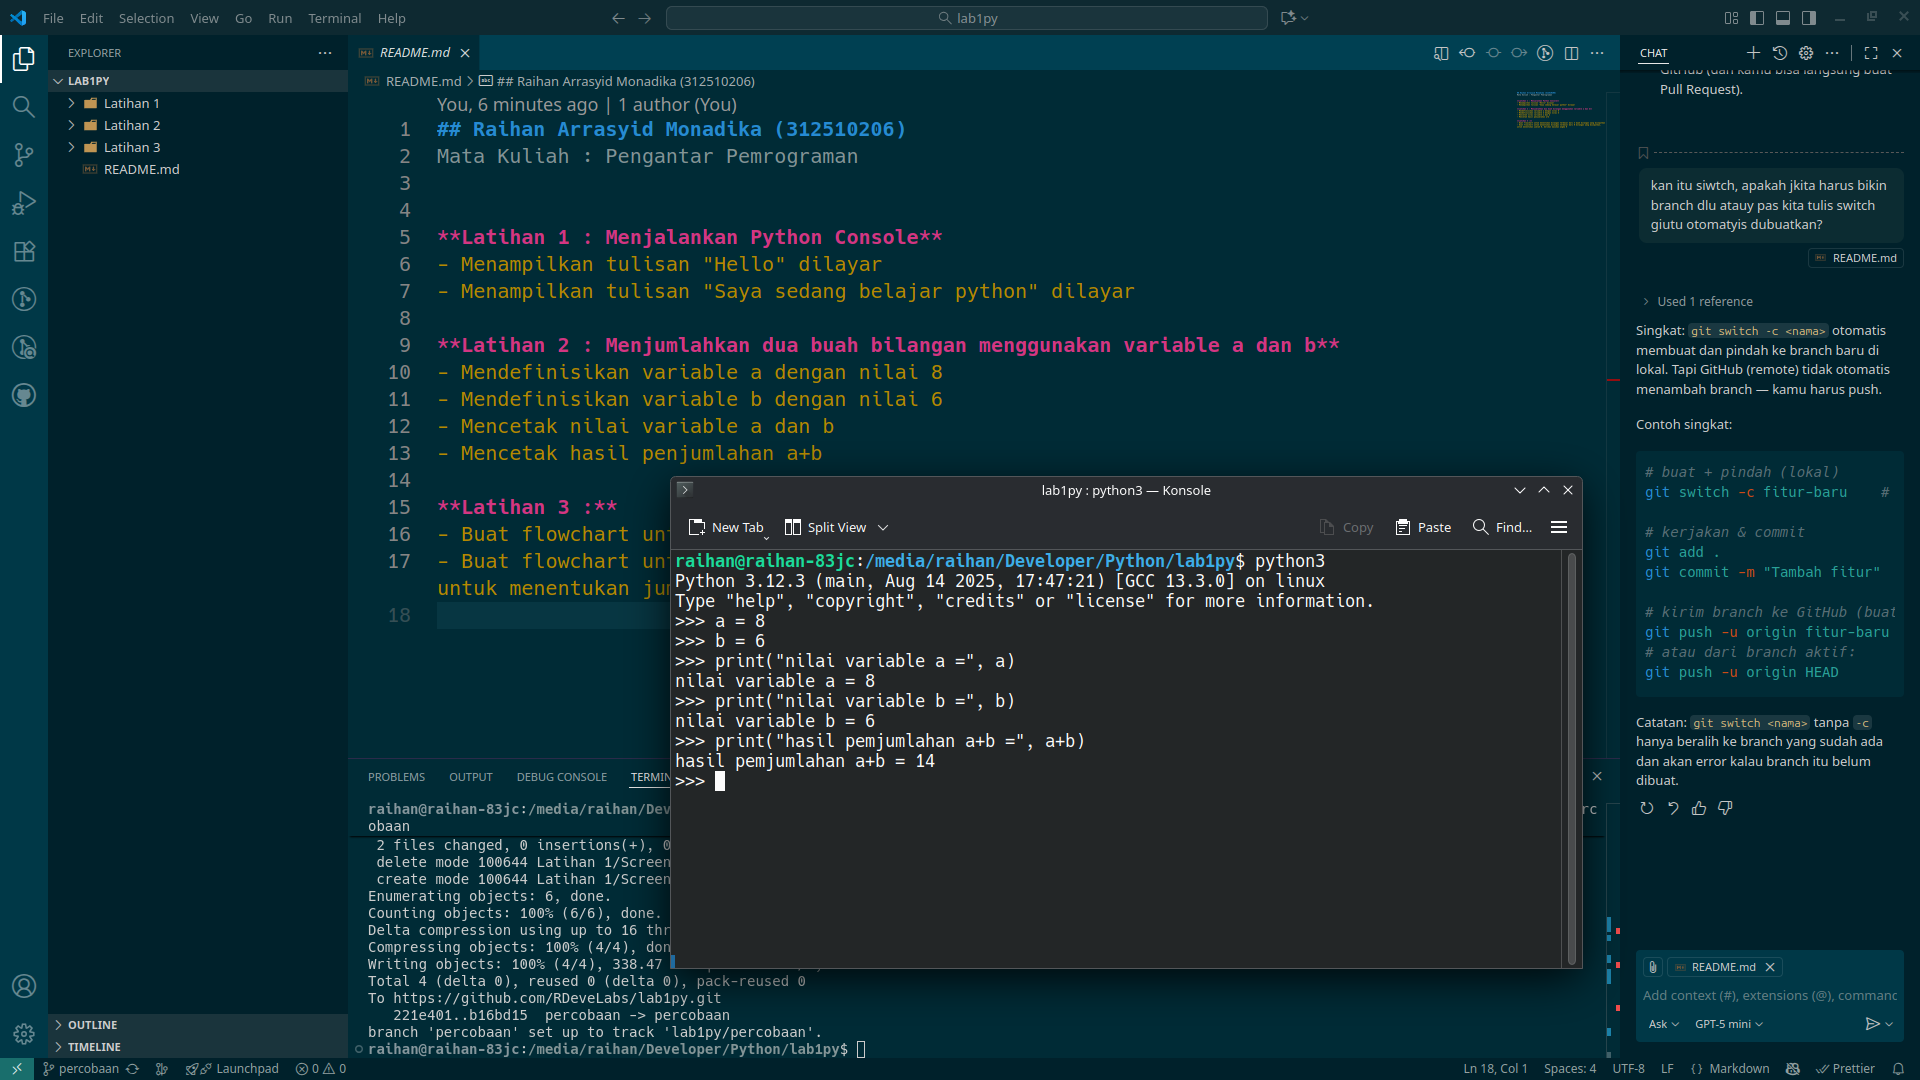 File Edit Selection View Go Run Terminal Help
lab1py
EXPLORER
LAB1PY
Latihan 1
Latihan 2
Latihan 3
README.md
OUTLINE
TIMELINE
README.md
README.md > ## Raihan Arrasyid Monadika (312510206)
You, 6 minutes ago | 1 author (You)
1 ## Raihan Arrasyid Monadika (312510206)
2 Mata Kuliah : Pengantar Pemrograman
3
4
5 **Latihan 1 : Menjalankan Python Console**
6 - Menampilkan tulisan "Hello" dilayar
7 - Menampilkan tulisan "Saya sedang belajar python" dilayar
8
9 **Latihan 2 : Menjumlahkan dua buah bilangan menggunakan variable a dan b**
10 - Mendefinisikan variable a dengan nilai 8
11 - Mendefinisikan variable b dengan nilai 6
12 - Mencetak nilai variable a dan b
13 - Mencetak hasil penjumlahan a+b
14
15 **Latihan 3 :**
16 - Buat flowchart
17 - Buat flowchart
untuk menentukan
18
lab1py : python3 — Konsole
New Tab Split View Copy Paste Find...
raihan@raihan-83jc:/media/raihan/Developer/Python/lab1py$ python3
Python 3.12.3 (main, Aug 14 2025, 17:47:21) [GCC 13.3.0] on linux
Type "help", "copyright", "credits" or "license" for more information.
>>> a = 8
>>> b = 6
>>> print("nilai variable a =", a)
nilai variable a = 8
>>> print("nilai variable b =", b)
nilai variable b = 6
>>> print("hasil pemjumlahan a+b =", a+b)
hasil pemjumlahan a+b = 14
>>>
PROBLEMS OUTPUT DEBUG CONSOLE TERMIN
raihan@raihan-83jc:/media/raihan/Dev rc
obaan
2 files changed, 0 insertions(+), 0
delete mode 100644 Latihan 1/Screen
create mode 100644 Latihan 1/Screen
Enumerating objects: 6, done.
Counting objects: 100% (6/6), done.
Delta compression using up to 16 thr
Compressing objects: 100% (4/4), don
Writing objects: 100% (4/4), 338.47
Total 4 (delta 0), reused 0 (delta 0), pack-reused 0
To https://github.com/RDeveLabs/lab1py.git
221e401..b16bd15 percobaan -> percobaan
branch 'percobaan' set up to track 'lab1py/percobaan'.
raihan@raihan-83jc:/media/raihan/Developer/Python/lab1py$
CHAT
GitHub (dan kamu bisa langsung buat
Pull Request).
kan itu siwtch, apakah jkita harus bikin
branch dlu atauy pas kita tulis switch
giutu otomatyis dubuatkan?
README.md
Used 1 reference
Singkat: git switch -c <nama> otomatis
membuat dan pindah ke branch baru di
lokal. Tapi GitHub (remote) tidak otomatis
menambah branch — kamu harus push.
Contoh singkat:
# buat + pindah (lokal)
git switch -c fitur-baru #
# kerjakan & commit
git add .
git commit -m "Tambah fitur"
# kirim branch ke GitHub (buat
git push -u origin fitur-baru
# atau dari branch aktif:
git push -u origin HEAD
Catatan: git switch <nama> tanpa -c
hanya beralih ke branch yang sudah ada
dan akan error kalau branch itu belum
dibuat.
README.md
Add context (#), extensions (@), commanc
Ask GPT-5 mini
percobaan Launchpad 0 0 Ln 18, Col 1 Spaces: 4 UTF-8 LF {} Markdown Prettier